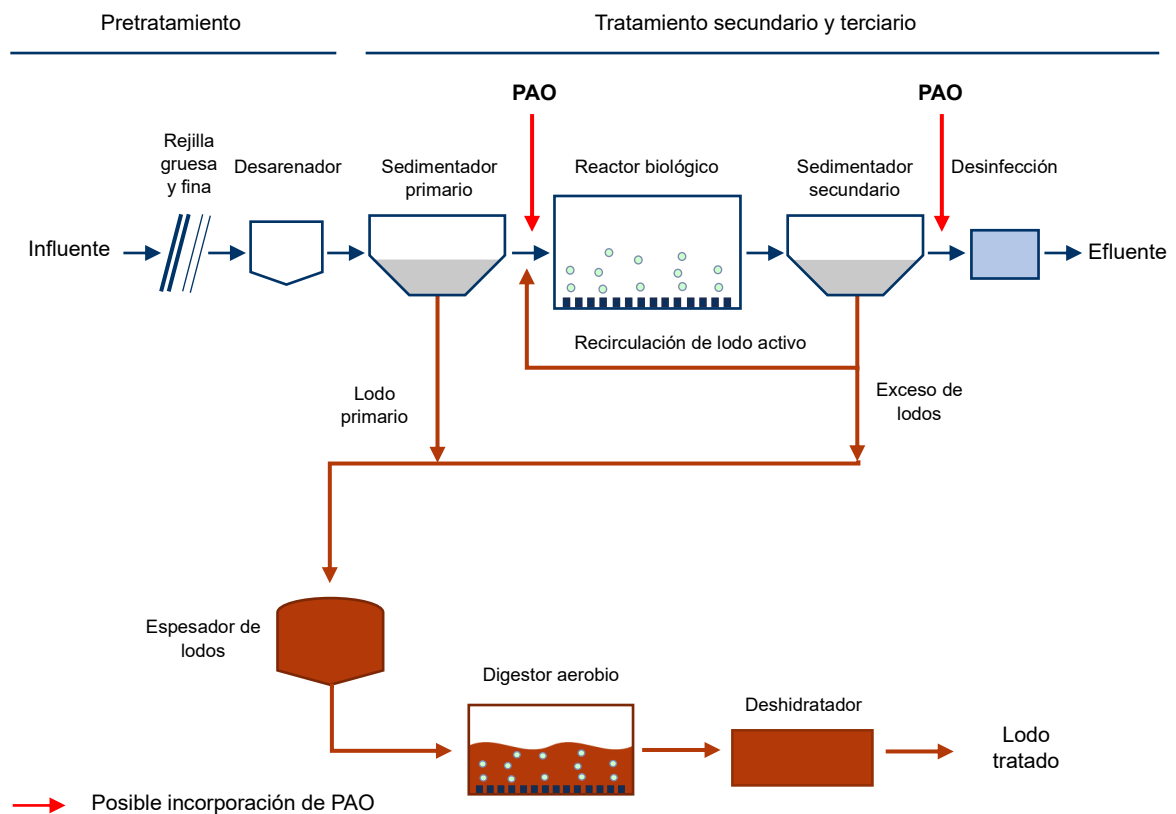 Pretratamiento
Tratamiento secundario y terciario
PAO
PAO
Rejilla
gruesa
y fina
Desarenador
Sedimentador
primario
Reactor biológico
Sedimentador
secundario
Desinfección
Influente
Efluente
Recirculación de lodo activo
Lodo
primario
Exceso de
lodos
Espesador de
lodos
Digestor aerobio
Deshidratador
Lodo
tratado
Posible incorporación de PAO